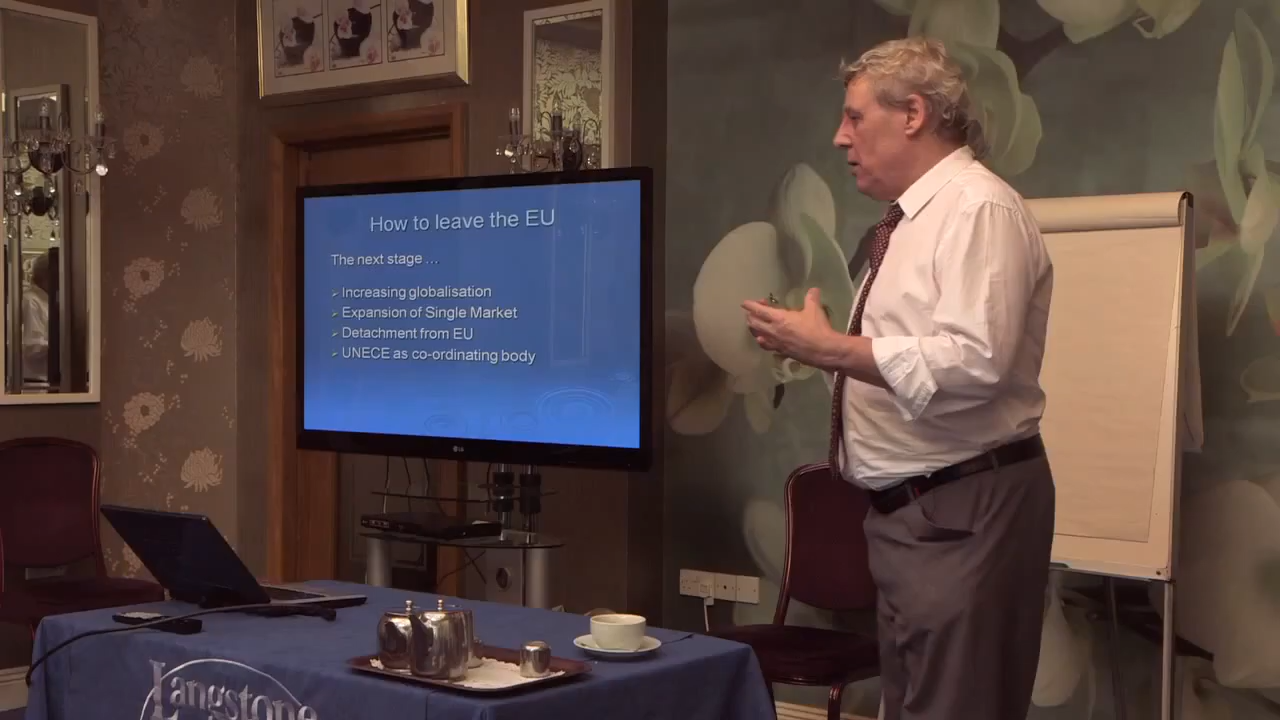 How to leave the EU
The next stage ...
Increasing globalisation
Expansion of Single Market
Detachment from EU
UNECE as co-ordinating body
LG
Langstone